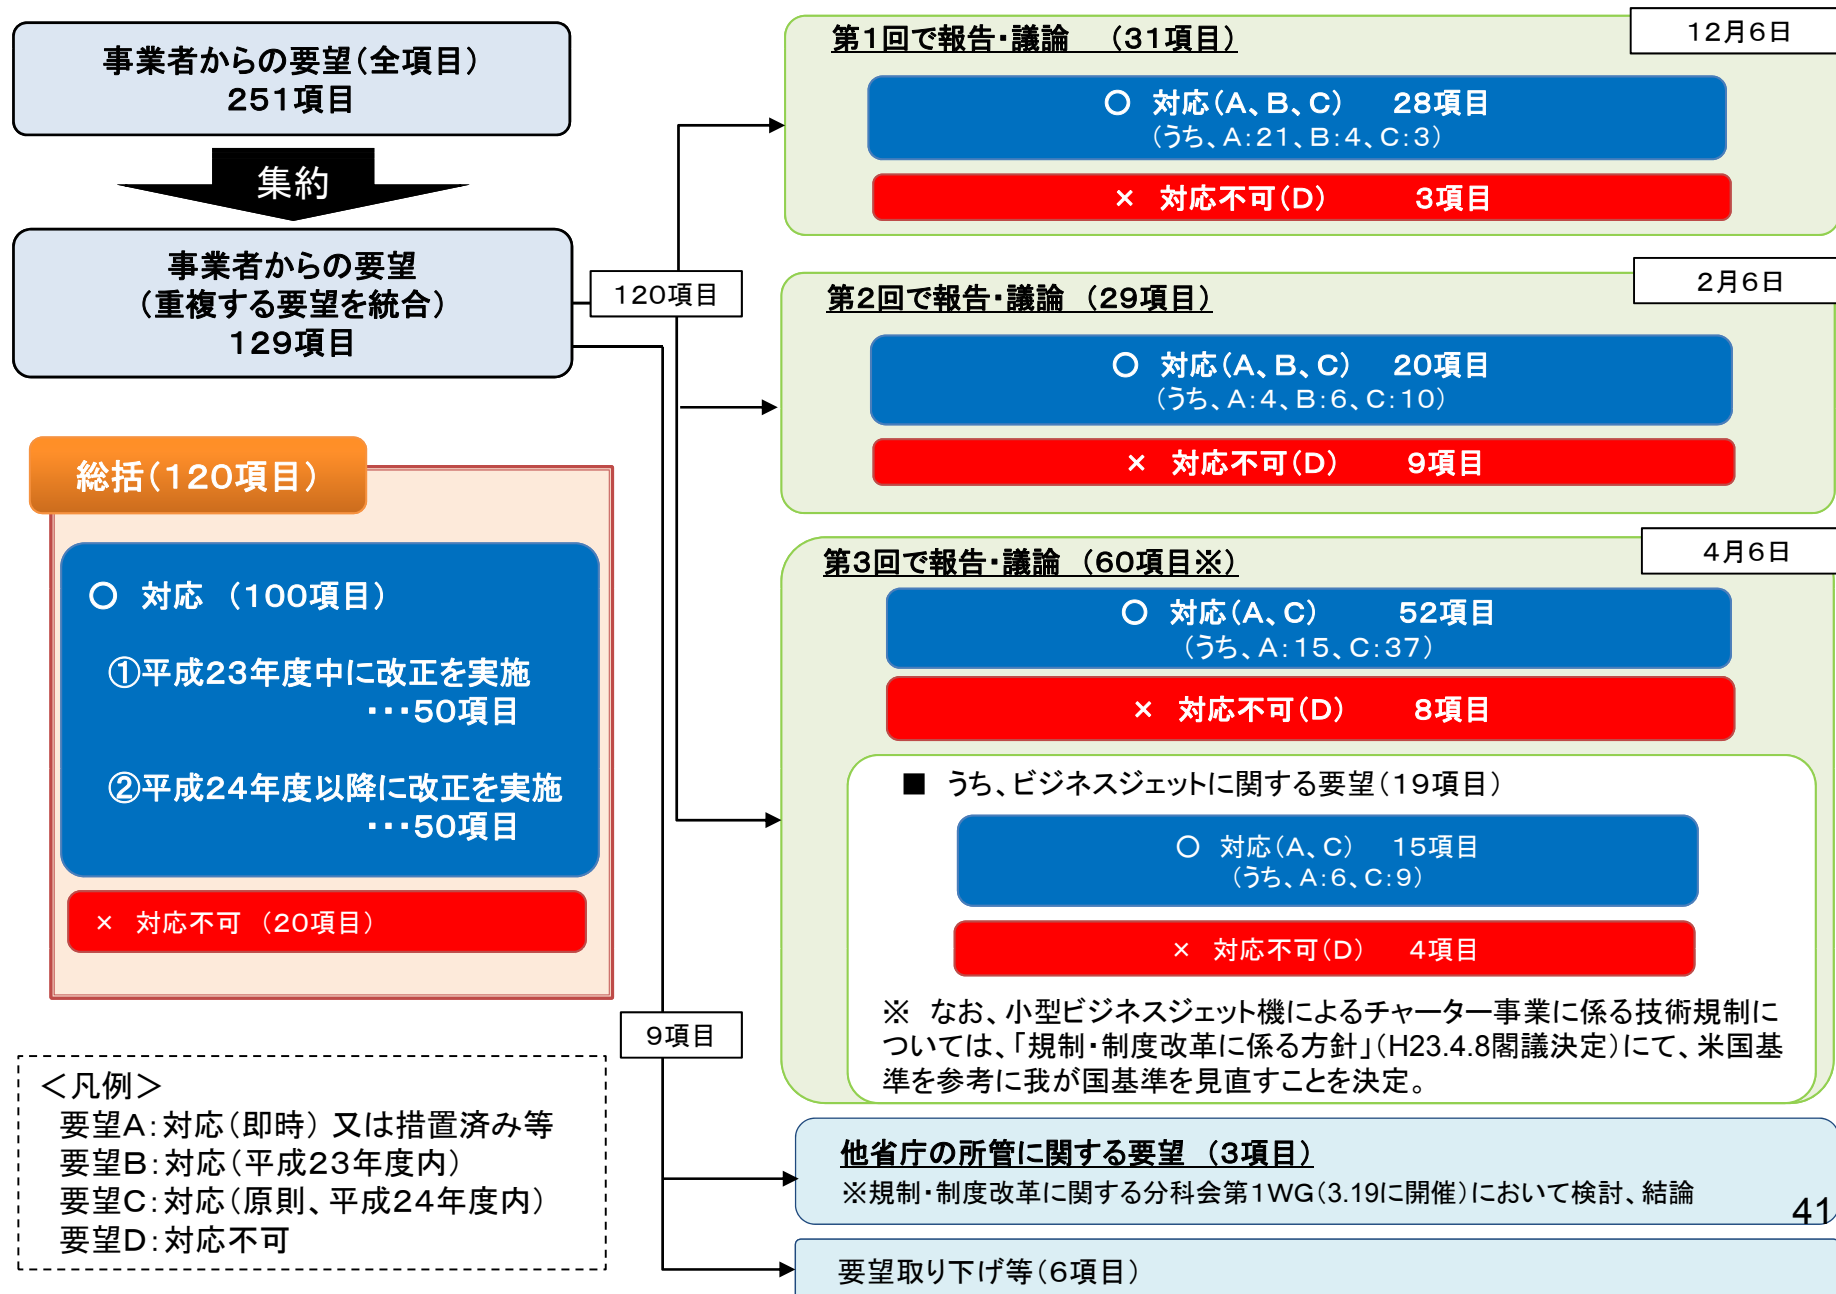 事業者からの要望(全項目)
251項目
集約
事業者からの要望
(重複する要望を統合)
129項目
120項目
9項目
総括(120項目)
○ 対応 (100項目)
①平成23年度中に改正を実施
・・・50項目
②平成24年度以降に改正を実施
・・・50項目
× 対応不可 (20項目)
<凡例>
要望A:対応(即時) 又は措置済み等
要望B:対応(平成23年度内)
要望C:対応(原則、平成24年度内)
要望D:対応不可
第1回で報告・議論 (31項目)
12月6日
○ 対応(A、B、C) 28項目
(うち、A:21、B:4、C:3)
× 対応不可(D) 3項目
第2回で報告・議論 (29項目)
2月6日
○ 対応(A、B、C) 20項目
(うち、A:4、B:6、C:10)
× 対応不可(D) 9項目
第3回で報告・議論 (60項目※)
4月6日
○ 対応(A、C) 52項目
(うち、A:15、C:37)
× 対応不可(D) 8項目
■ うち、ビジネスジェットに関する要望(19項目)
○ 対応(A、C) 15項目
(うち、A:6、C:9)
× 対応不可(D) 4項目
※ なお、小型ビジネスジェット機によるチャーター事業に係る技術規制に
ついては、「規制・制度改革に係る方針」(H23.4.8閣議決定)にて、米国基
準を参考に我が国基準を見直すことを決定。
他省庁の所管に関する要望 (3項目)
※規制・制度改革に関する分科会第1WG(3.19に開催)において検討、結論
41
要望取り下げ等(6項目)